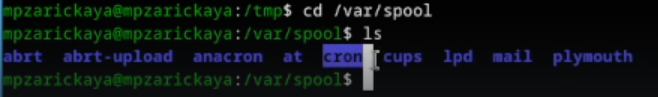 mpzarickaya@mpzarickaya:/tmp$ cd /var/spool
mpzarickaya@mpzarickaya:/var/spool$ ls
abrt abrt-upload anacron at cron cups lpd mail plymouth
mpzarickaya@mpzarickaya:/var/spool$